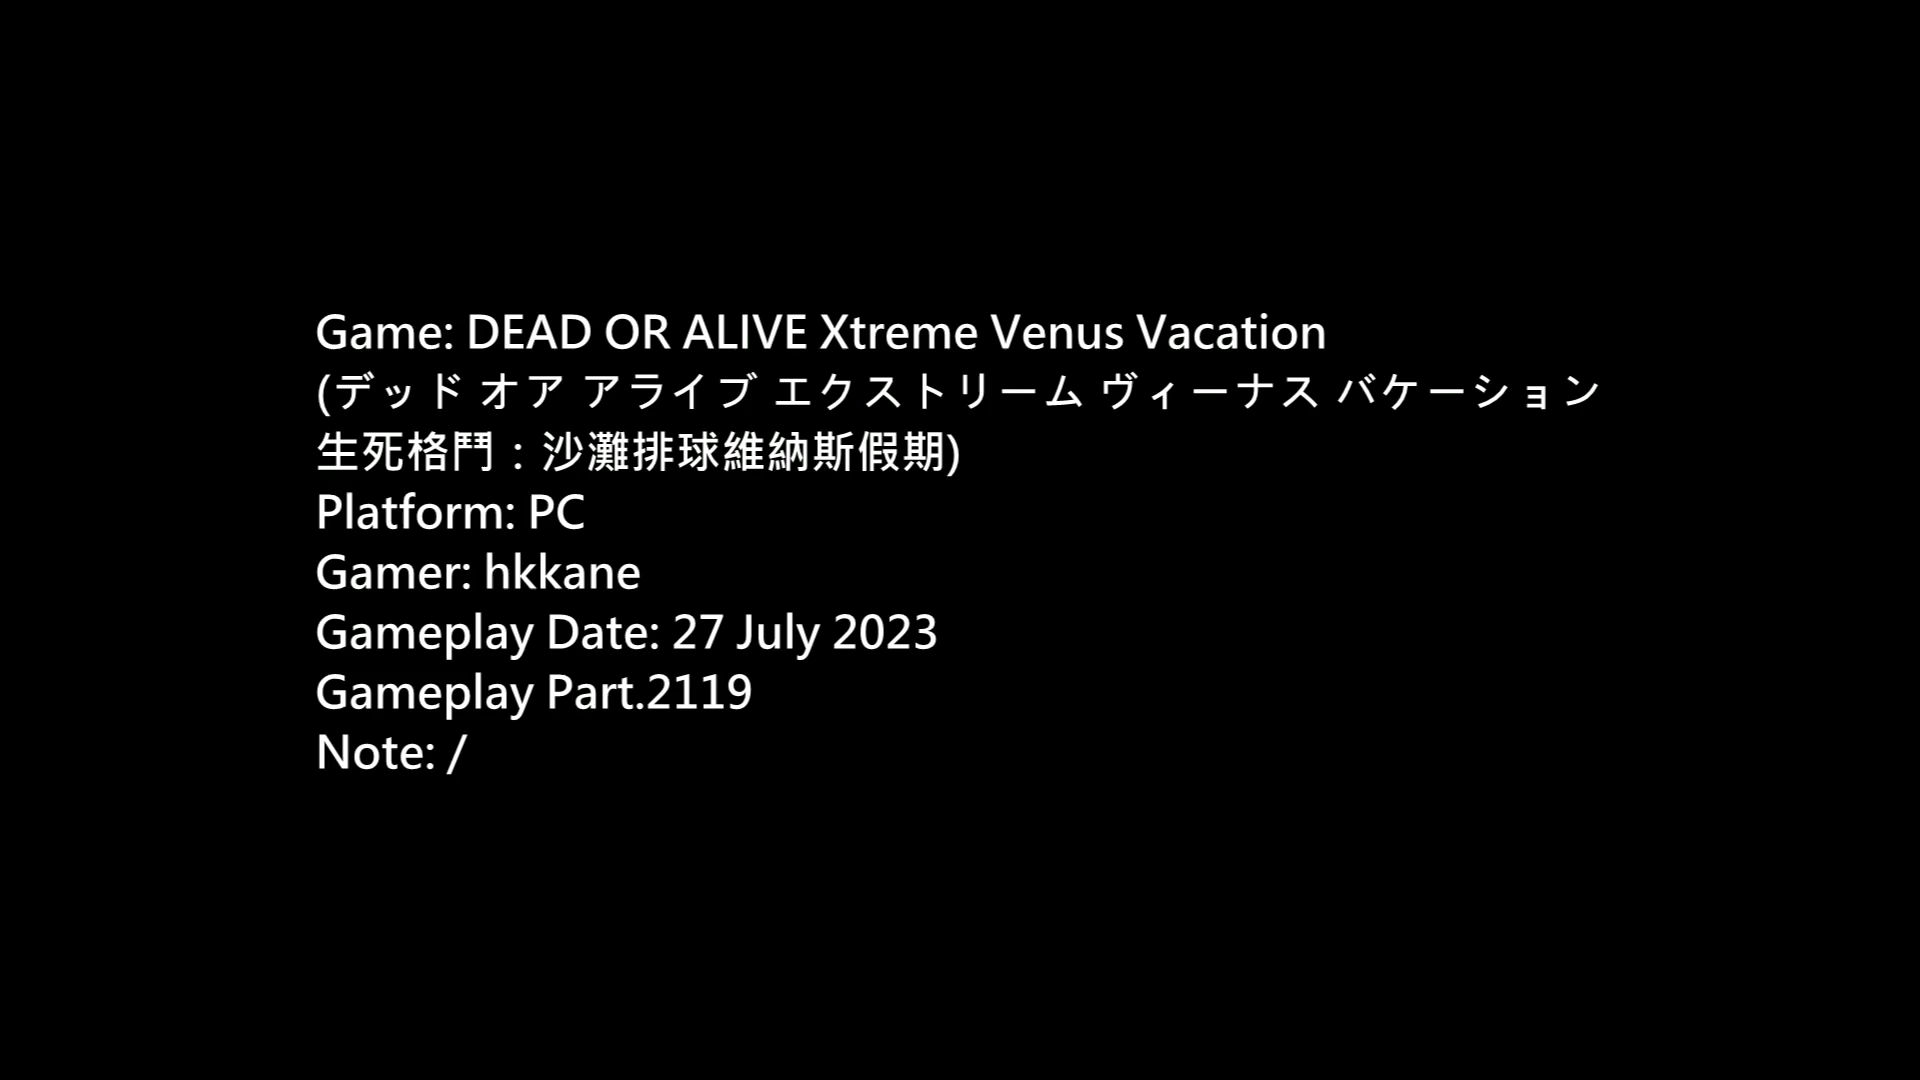 Game: DEAD OR ALIVE Xtreme Venus Vacation
(デッド オア アライブ エクストリーム ヴィーナス バケーション
生死格鬥：沙灘排球維納斯假期)
Platform: PC
Gamer: hkkane
Gameplay Date: 27 July 2023
Gameplay Part.2119
Note: /